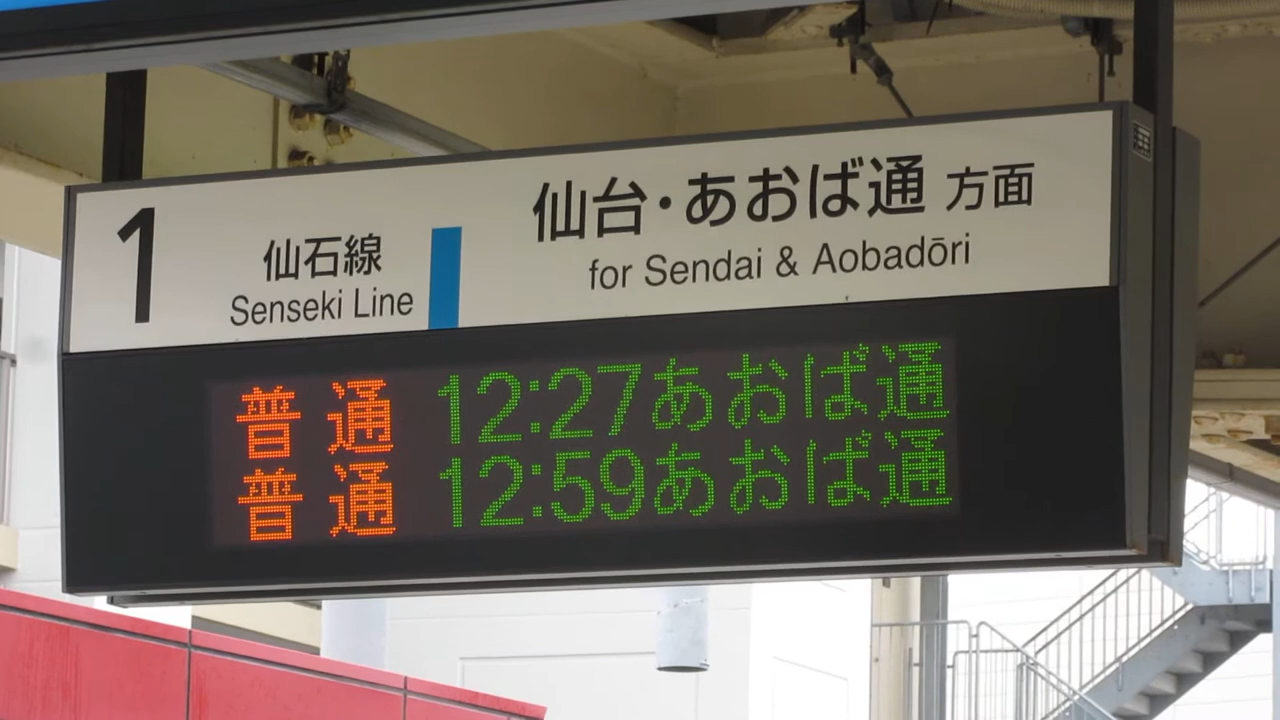 1
仙石線
Senseki Line
仙台・あおば通 方面
for Sendai & Aobadōri
普通 12:27あおば通
普通 12:59あおば通